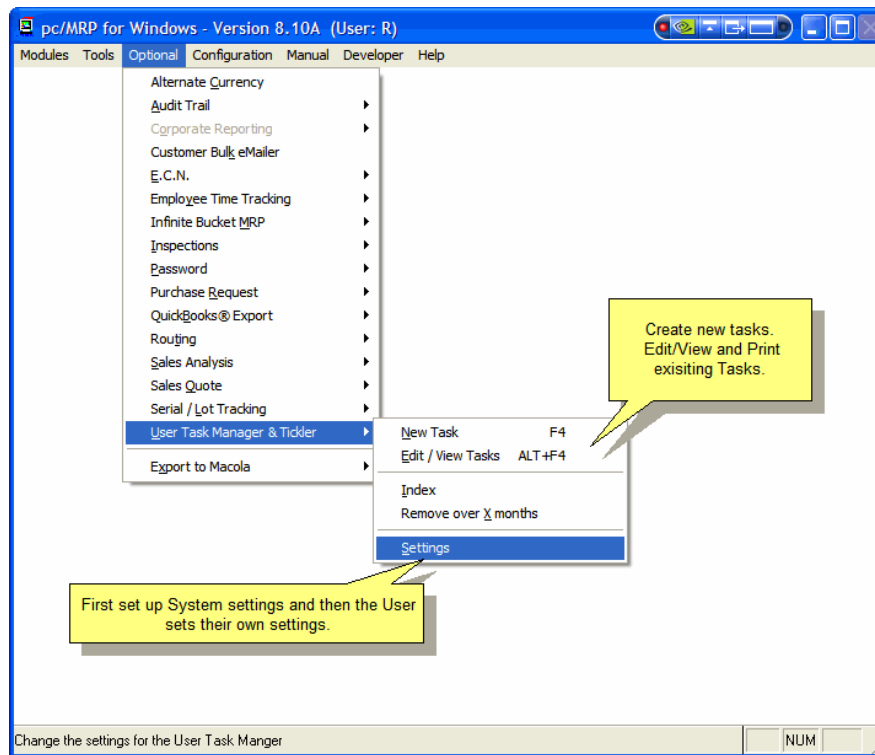 pc/MRP for Windows - Version 8.10A (User: R)
Modules Tools Optional Configuration Manual Developer Help
Alternate Currency
Audit Trail
Corporate Reporting
Customer Bulk eMailer
E.C.N.
Employee Time Tracking
Infinite Bucket MRP
Inspections
Password
Purchase Request
QuickBooks® Export
Routing
Sales Analysis
Sales Quote
Serial / Lot Tracking
User Task Manager & Tickler
Export to Macola
Create new tasks.
Edit/View and Print
exisiting Tasks.
New Task F4
Edit / View Tasks ALT+F4
Index
Remove over X months
Settings
First set up System settings and then the User
sets their own settings.
Change the settings for the User Task Manger
NUM